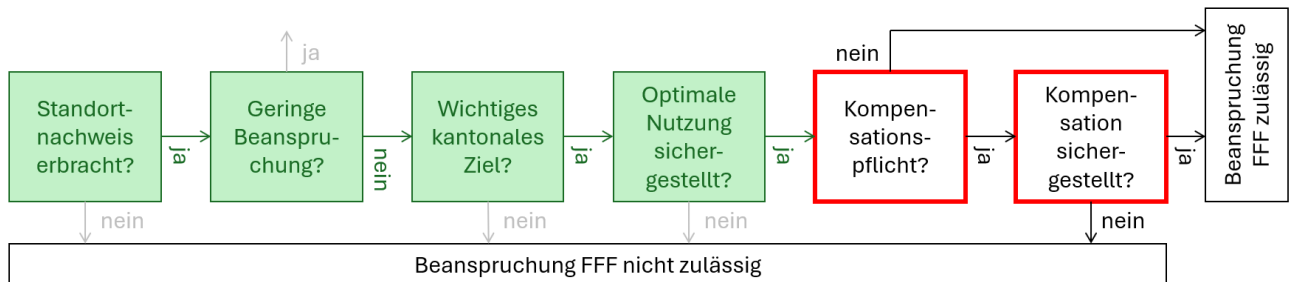 ja
nein
Standort-
nachweis
erbracht?
ja
Geringe
Beanspru-
chung?
nein
Wichtiges
kantonales
Ziel?
ja
Optimale
Nutzung
sicher-
gestellt?
ja
Kompen-
sations-
pflicht?
ja
Kompen-
sation
sicher-
gestellt?
ja
Beanspruchung
FFF zulässig
nein
nein
nein
nein
Beanspruchung FFF nicht zulässig